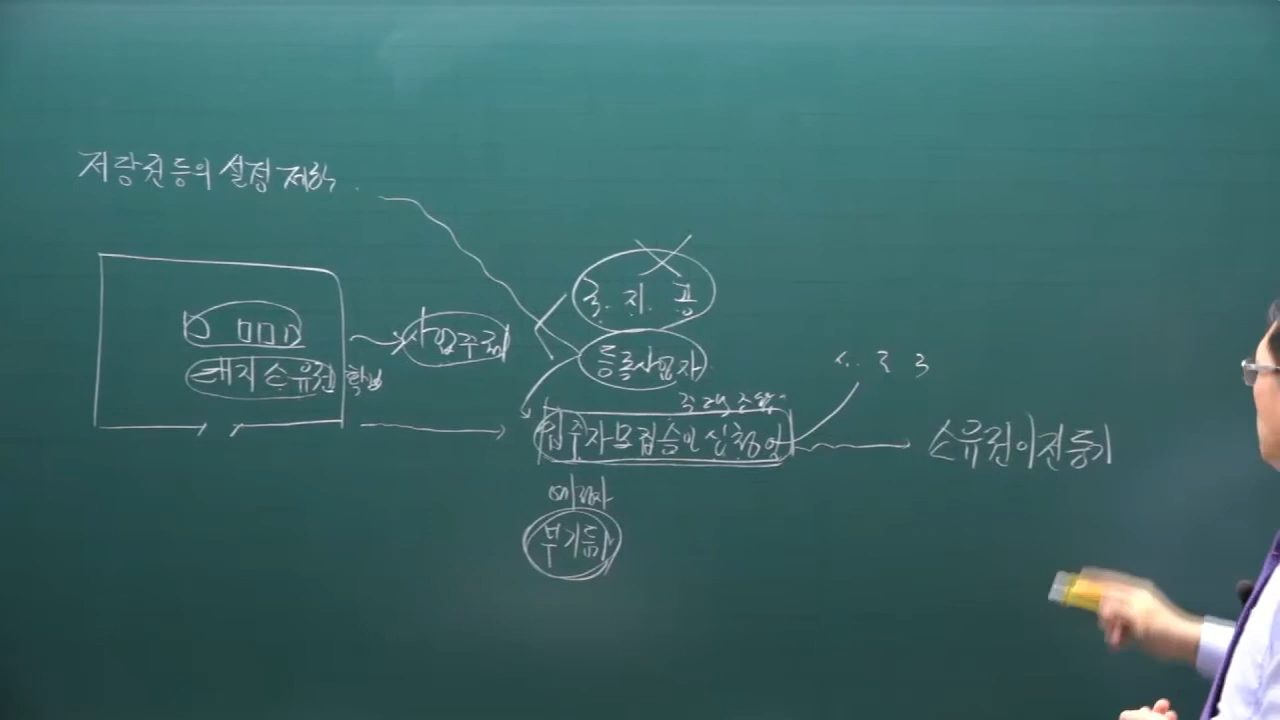 저당권등의 설정 제한.
국. 지. 공
사업주체
등록사업자
대지소유권 확보
입주자모집승인신청일
소유권이전등기
부기등기